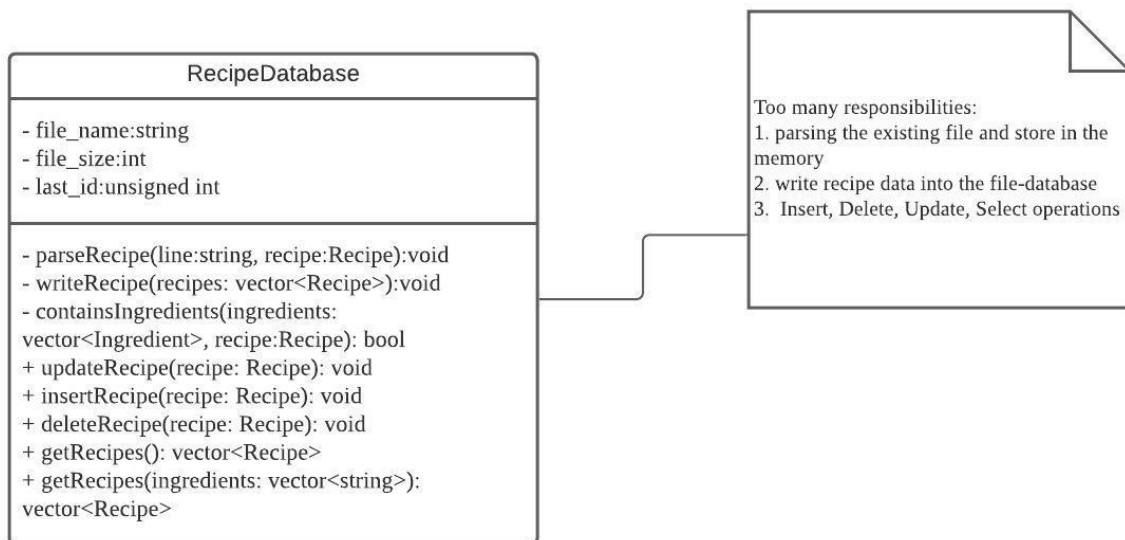 RecipeDatabase
- file_name:string
- file_size:int
- last_id:unsigned int
- parseRecipe(line:string, recipe:Recipe):void
- writeRecipe(recipes: vector<Recipe>):void
- containsIngredients(ingredients:
vector<Ingredient>, recipe:Recipe): bool
+ updateRecipe(recipe: Recipe): void
+ insertRecipe(recipe: Recipe): void
+ deleteRecipe(recipe: Recipe): void
+ getRecipes(): vector<Recipe>
+ getRecipes(ingredients: vector<string>):
vector<Recipe>
Too many responsibilities:
1. parsing the existing file and store in the
memory
2. write recipe data into the file-database
3.  Insert, Delete, Update, Select operations